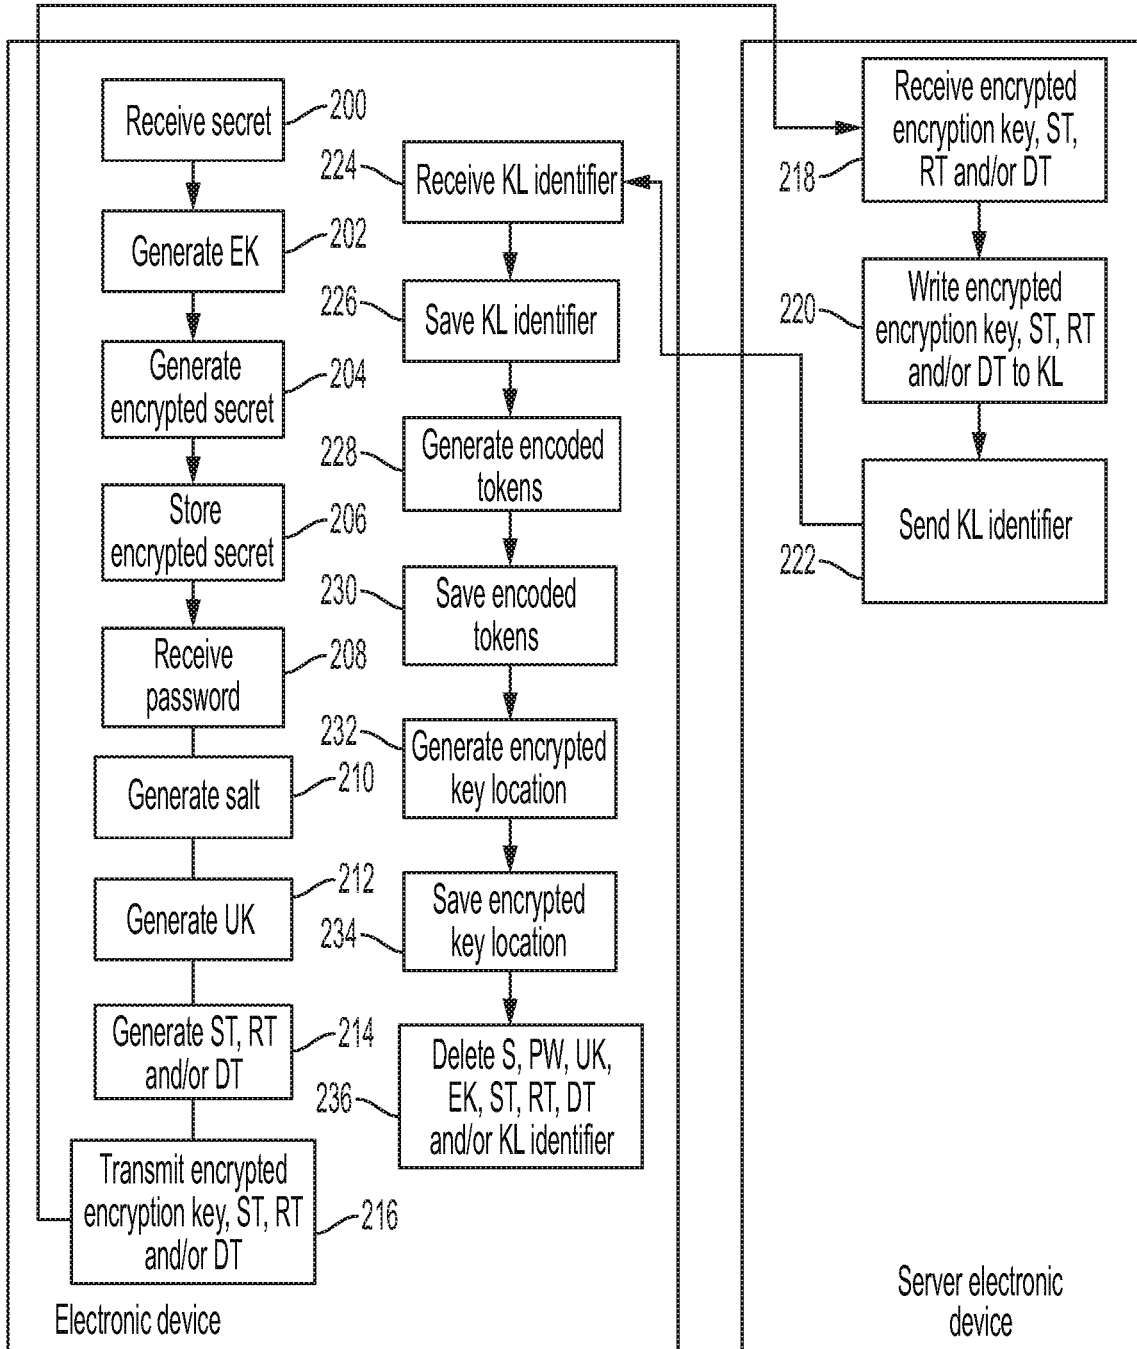 Receive secret
200
Generate EK
202
Generate
encrypted secret
204
Store
encrypted secret
206
Receive
password
208
Generate salt
210
Generate UK
212
Generate ST, RT
and/or DT
214
Transmit encrypted
encryption key, ST, RT
and/or DT
216
Electronic device
224
Receive KL identifier
226
Save KL identifier
228
Generate encoded
tokens
230
Save encoded
tokens
232
Generate encrypted
key location
234
Save encrypted
key location
236
Delete S, PW, UK,
EK, ST, RT, DT
and/or KL identifier
Receive encrypted
encryption key, ST,
RT and/or DT
218
Write encrypted
encryption key, ST, RT
and/or DT to KL
220
Send KL identifier
222
Server electronic
device